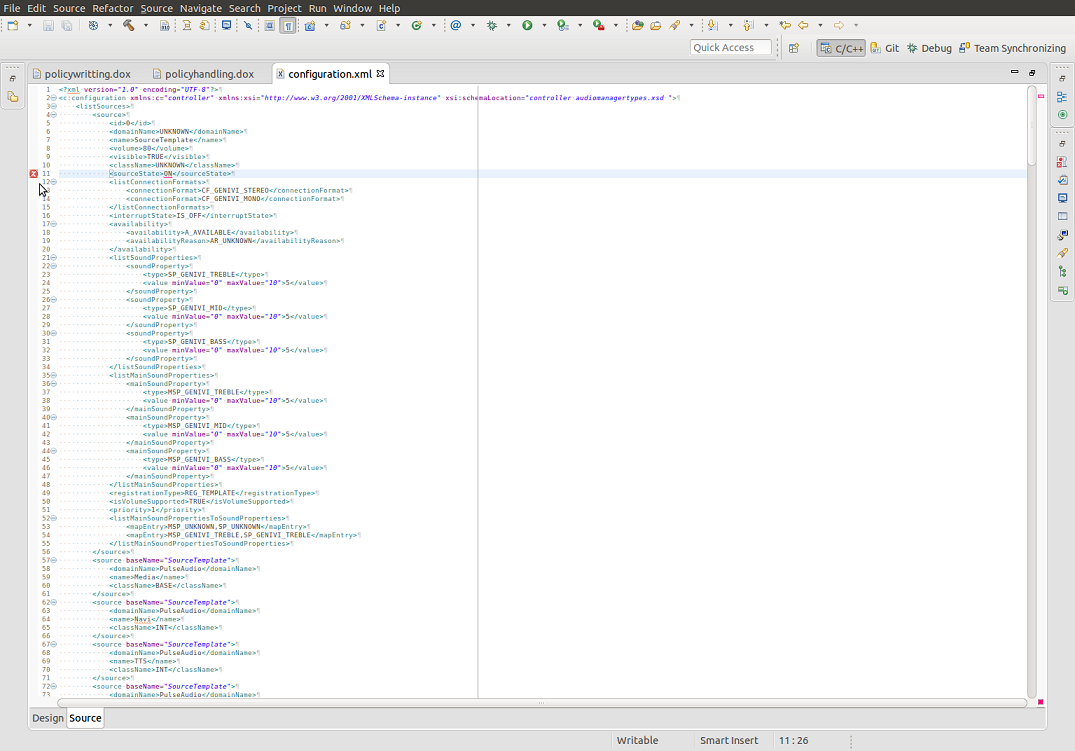 File Edit Source Refactor Source Navigate Search Project Run Window Help
Quick Access C/C++ Git Debug Team Synchronizing
policywritting.dox policyhandling.dox configuration.xml
1 <?xml version="1.0" encoding="UTF-8"?>¶
2 <c:configuration xmlns:c="controller" xmlns:xsi="http://www.w3.org/2001/XMLSchema-instance" xsi:schemaLocation="controller audiomanagertypes.xsd ">¶
3 <listSources>¶
4 <source>¶
5 <id>0</id>¶
6 <domainName>UNKNOWN</domainName>¶
7 <name>SourceTemplate</name>¶
8 <volume>80</volume>¶
9 <visible>TRUE</visible>¶
10 <className>UNKNOWN</className>¶
11 <sourceState>ON</sourceState>¶
12 <listConnectionFormats>¶
13 <connectionFormat>CF_GENIVI_STEREO</connectionFormat>¶
14 <connectionFormat>CF_GENIVI_MONO</connectionFormat>¶
15 </listConnectionFormats>¶
16 <interruptState>IS_OFF</interruptState>¶
17 <availability>¶
18 <availability>A_AVAILABLE</availability>¶
19 <availabilityReason>AR_UNKNOWN</availabilityReason>¶
20 </availability>¶
21 <listSoundProperties>¶
22 <soundProperty>¶
23 <type>SP_GENIVI_TREBLE</type>¶
24 <value minValue="0" maxValue="10">5</value>¶
25 </soundProperty>¶
26 <soundProperty>¶
27 <type>SP_GENIVI_MID</type>¶
28 <value minValue="0" maxValue="10">5</value>¶
29 </soundProperty>¶
30 <soundProperty>¶
31 <type>SP_GENIVI_BASS</type>¶
32 <value minValue="0" maxValue="10">5</value>¶
33 </soundProperty>¶
34 </listSoundProperties>¶
35 <listMainSoundProperties>¶
36 <mainSoundProperty>¶
37 <type>MSP_GENIVI_TREBLE</type>¶
38 <value minValue="0" maxValue="10">5</value>¶
39 </mainSoundProperty>¶
40 <mainSoundProperty>¶
41 <type>MSP_GENIVI_MID</type>¶
42 <value minValue="0" maxValue="10">5</value>¶
43 </mainSoundProperty>¶
44 <mainSoundProperty>¶
45 <type>MSP_GENIVI_BASS</type>¶
46 <value minValue="0" maxValue="10">5</value>¶
47 </mainSoundProperty>¶
48 </listMainSoundProperties>¶
49 <registrationType>REG_TEMPLATE</registrationType>¶
50 <isVolumeSupported>TRUE</isVolumeSupported>¶
51 <priority>1</priority>¶
52 <listMainSoundPropertiesToSoundProperties>¶
53 <mapEntry>MSP_UNKNOWN,SP_UNKNOWN</mapEntry>¶
54 <mapEntry>MSP_GENIVI_TREBLE,SP_GENIVI_TREBLE</mapEntry>¶
55 </listMainSoundPropertiesToSoundProperties>¶
56 </source>¶
57 <source baseName="SourceTemplate">¶
58 <domainName>PulseAudio</domainName>¶
59 <name>Media</name>¶
60 <className>BASE</className>¶
61 </source>¶
62 <source baseName="SourceTemplate">¶
63 <domainName>PulseAudio</domainName>¶
64 <name>Navi</name>¶
65 <className>INT</className>¶
66 </source>¶
67 <source baseName="SourceTemplate">¶
68 <domainName>PulseAudio</domainName>¶
69 <name>TTS</name>¶
70 <className>INT</className>¶
71 </source>¶
72 <source baseName="SourceTemplate">¶
73 <domainName>PulseAudio</domainName>¶
Design Source
Writable Smart Insert 11 : 26